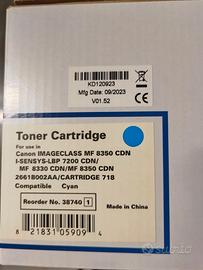 KD120923
Mfg Date: 09/2023
V01.52
Toner Cartridge
For use in
Canon IMAGECLASS MF 8350 CDN
I-SENSYS-LBP 7200 CDN/
MF 8330 CDN/MF 8350 CDN
2661B002AA/CARTRIDGE 718
Compatible Cyan
Reorder No. 38740 1
Made in China
8 21831 05909 4
subito